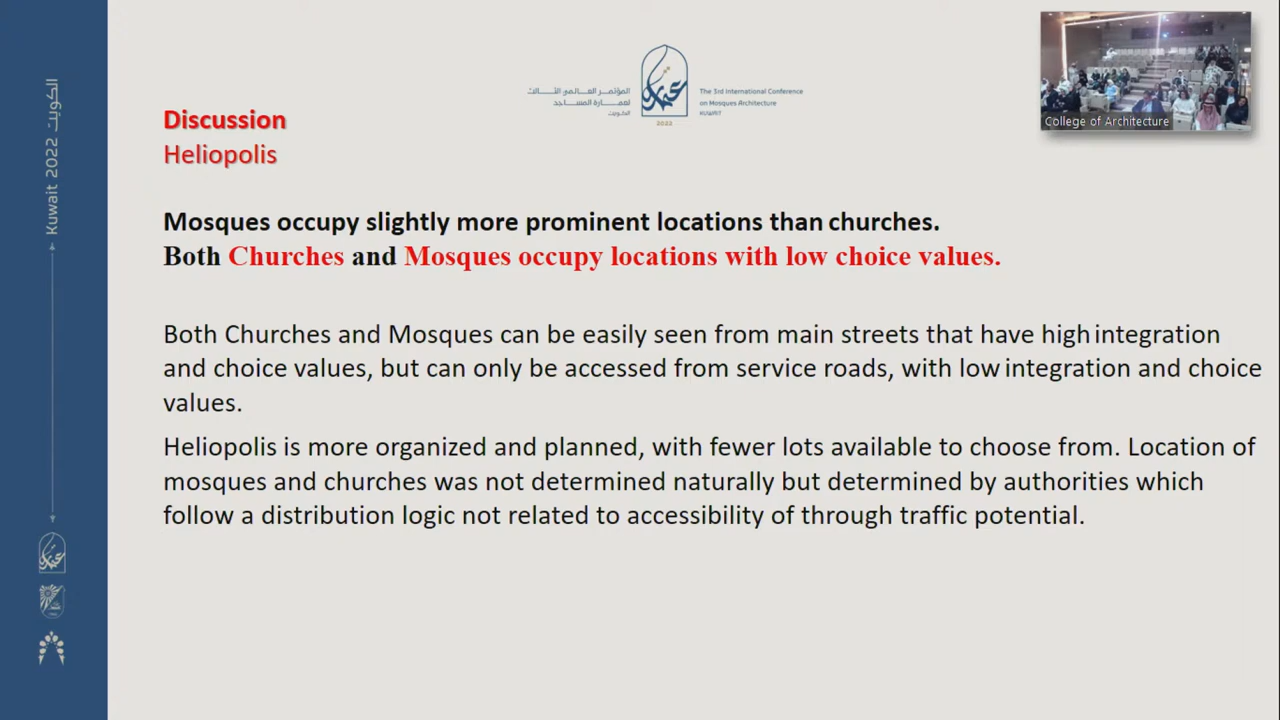 الكويت Kuwait 2022
المؤتمر العالمي الثالث
لعمارة المساجد
الكويت
The 3rd International Conference
on Mosques Architecture
KUWAIT
2022
College of Architecture
Discussion
Heliopolis
Mosques occupy slightly more prominent locations than churches.
Both Churches and Mosques occupy locations with low choice values.
Both Churches and Mosques can be easily seen from main streets that have high integration
and choice values, but can only be accessed from service roads, with low integration and choice
values.
Heliopolis is more organized and planned, with fewer lots available to choose from. Location of
mosques and churches was not determined naturally but determined by authorities which
follow a distribution logic not related to accessibility of through traffic potential.